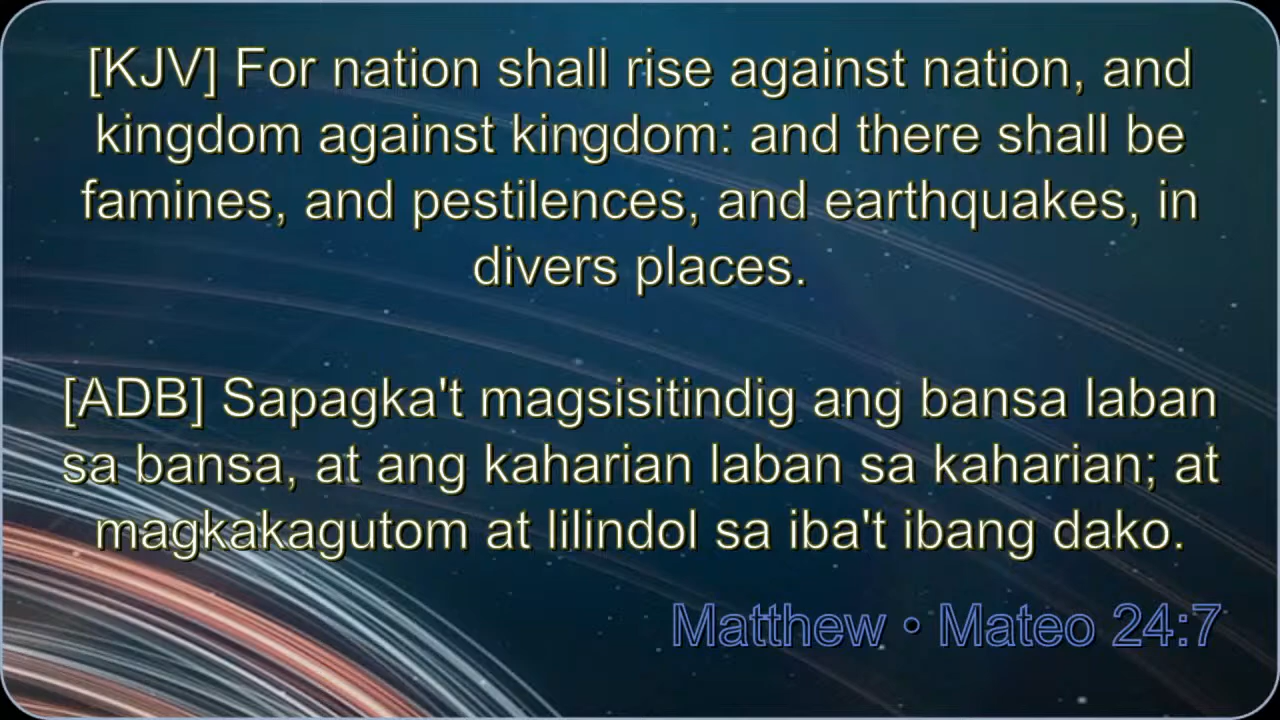 [KJV] For nation shall rise against nation, and
kingdom against kingdom: and there shall be
famines, and pestilences, and earthquakes, in
divers places.
[ADB] Sapagka't magsisitindig ang bansa laban
sa bansa, at ang kaharian laban sa kaharian; at
magkakagutom at lilindol sa iba't ibang dako.
Matthew • Mateo 24:7